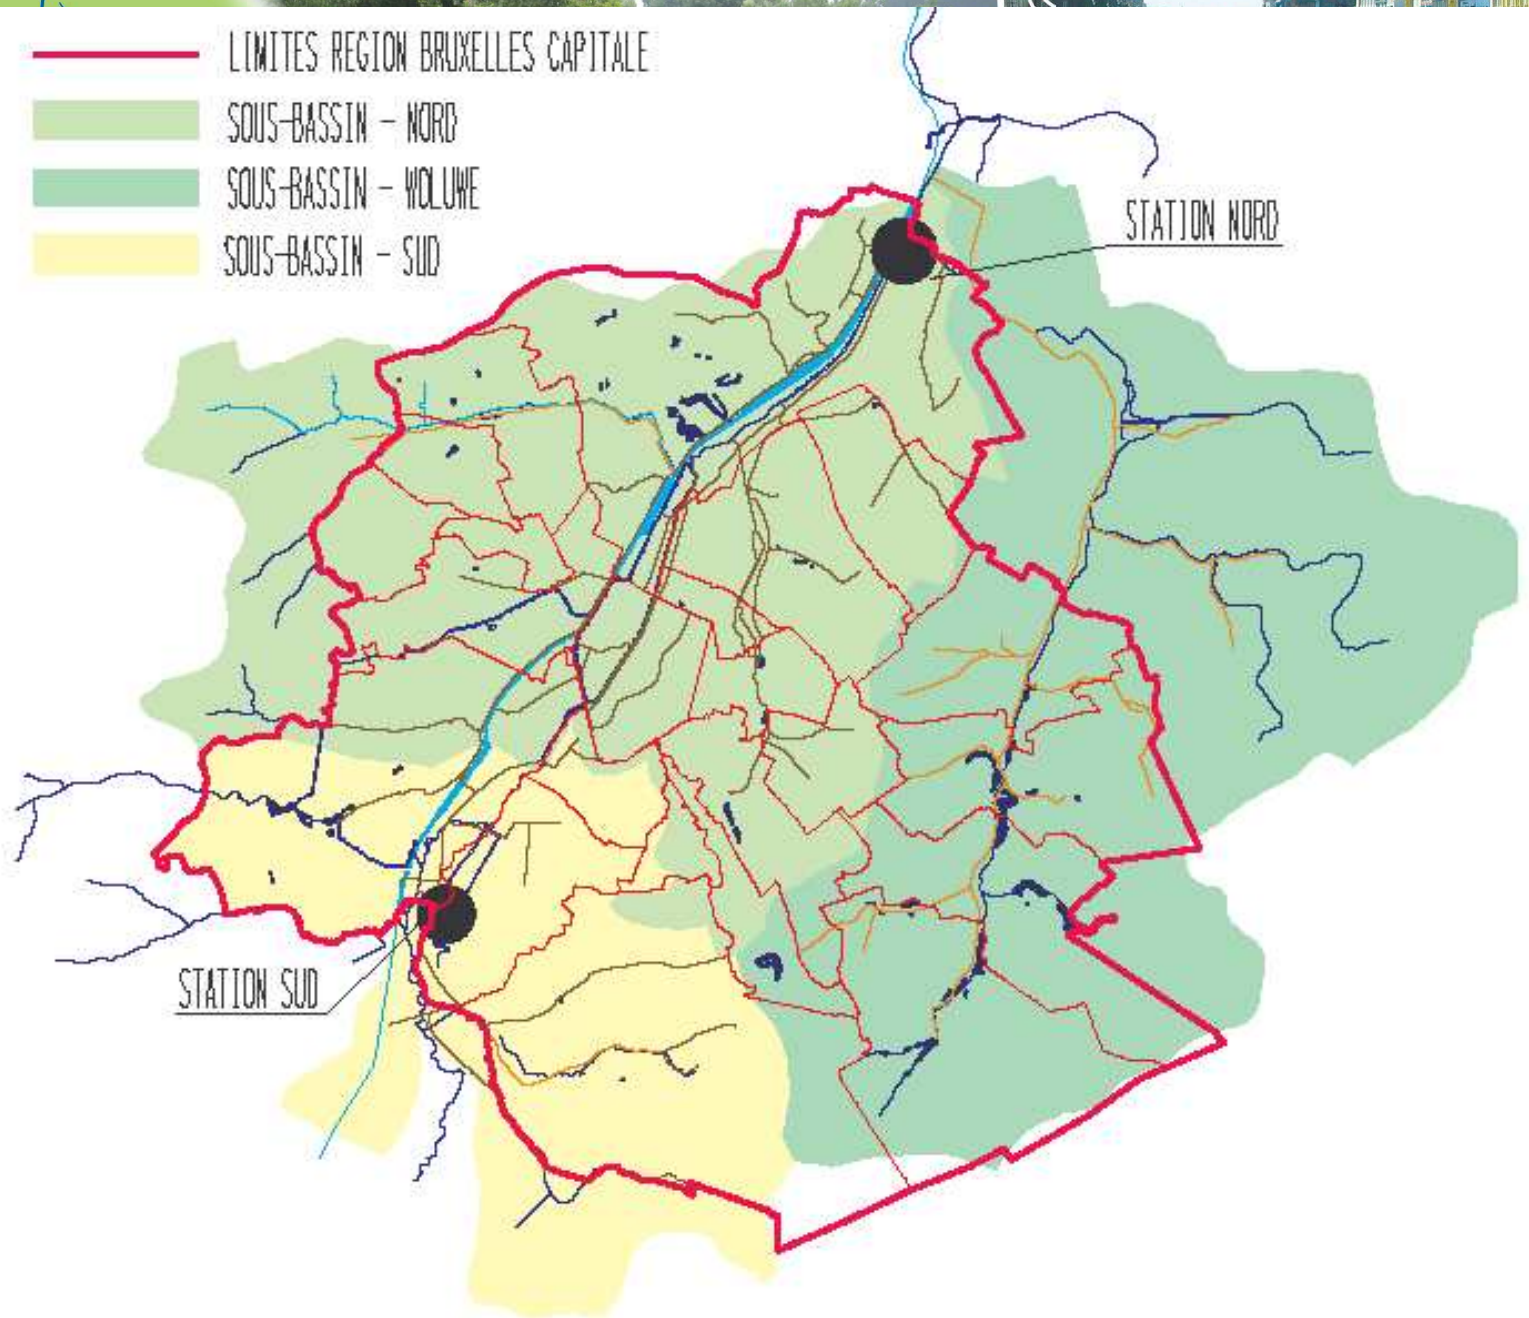 LIMITES REGION BRUXELLES CAPITALE
SOUS-BASSIN - NORD
SOUS-BASSIN - WOLUWE
SOUS-BASSIN - SUD
STATION NORD
STATION SUD